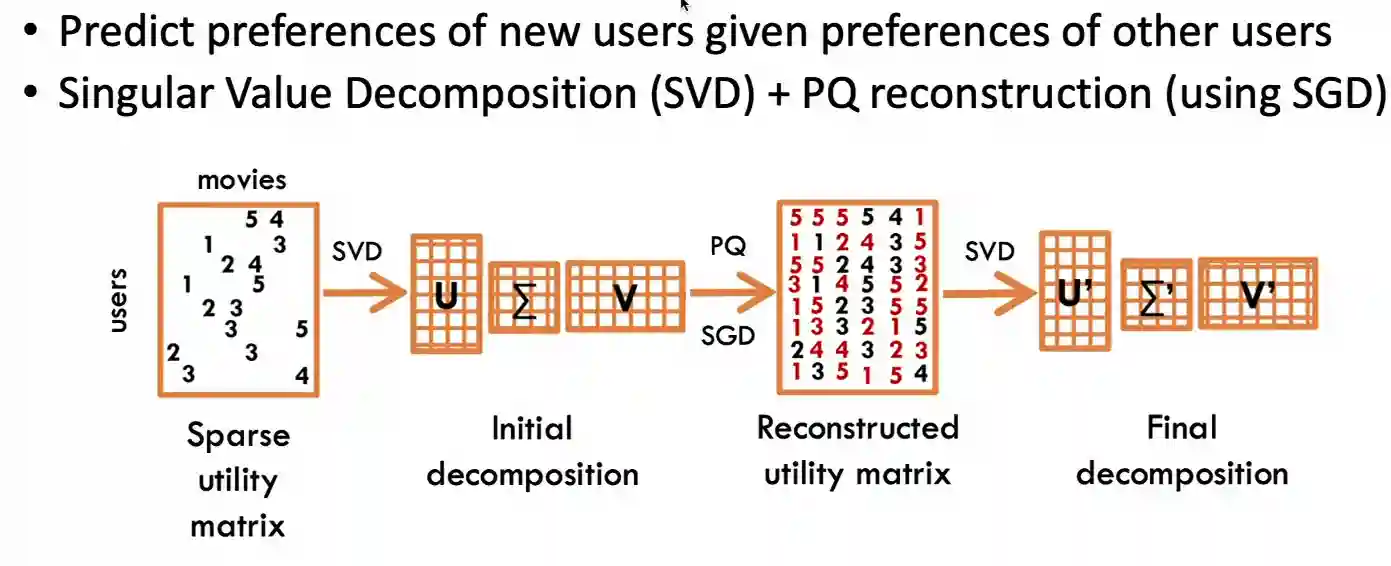 • Predict preferences of new users given preferences of other users
• Singular Value Decomposition (SVD) + PQ reconstruction (using SGD)
movies
users
5 4
1 3
2 4
1 5
2 3
3 5
2 3
3 4
Sparse
utility
matrix
SVD
U Σ V
Initial
decomposition
PQ
SGD
5 5 5 5 4 1
1 1 2 4 3 5
5 5 2 4 3 3
3 1 4 5 5 2
1 5 2 3 5 5
1 3 3 2 1 5
2 4 4 3 2 3
1 3 5 1 5 4
Reconstructed
utility matrix
SVD
U' Σ' V'
Final
decomposition